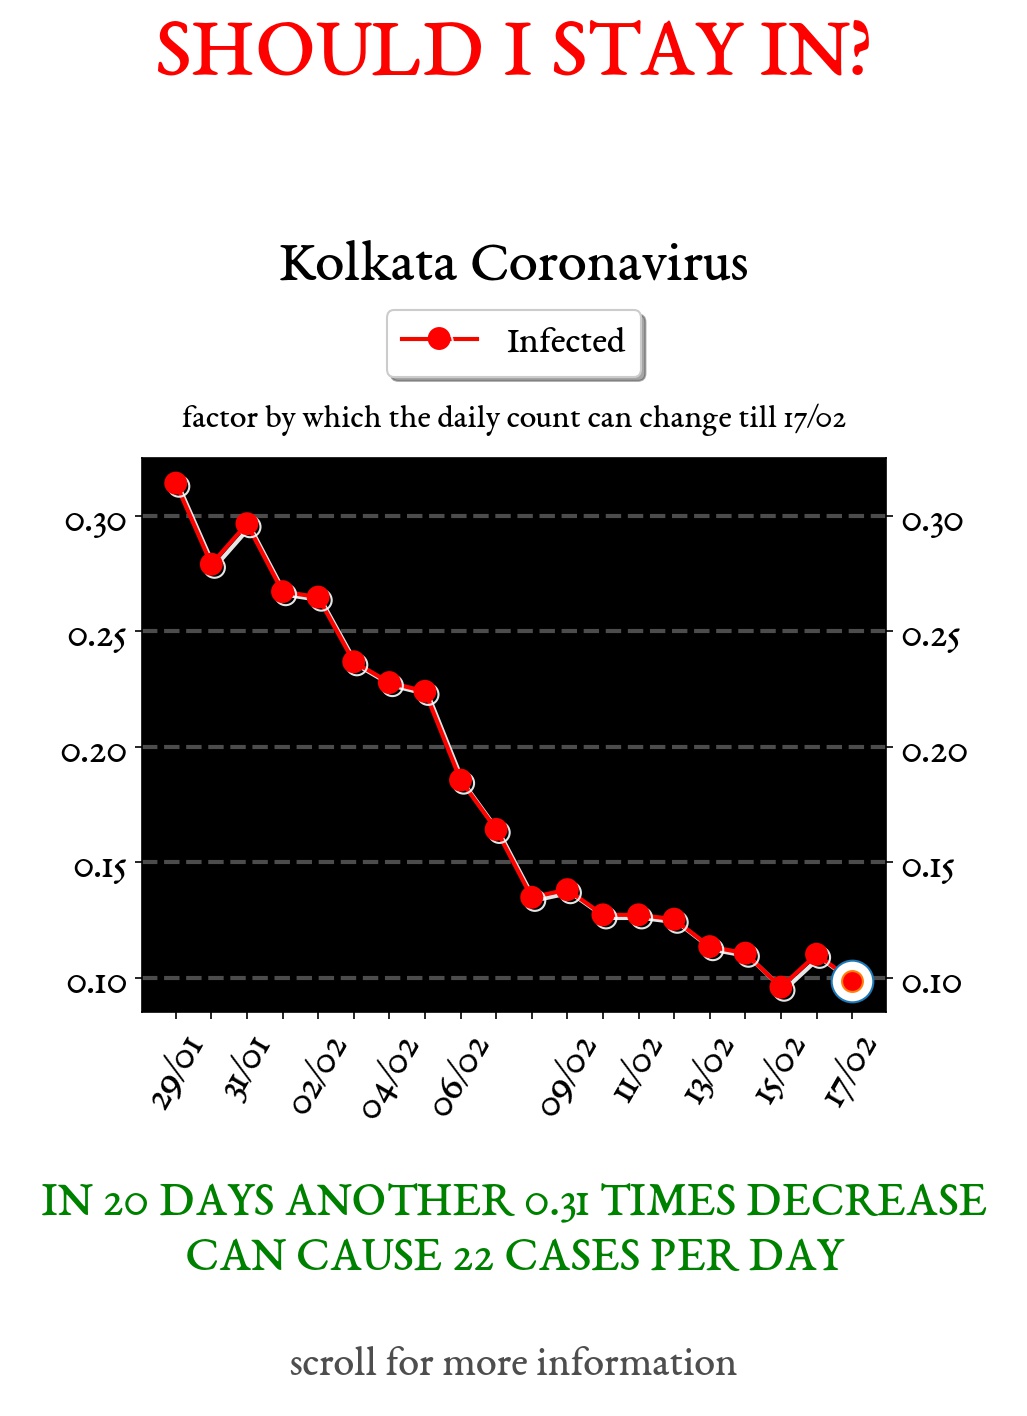 SHOULD I STAY IN?
Kolkata Coronavirus
Infected
factor by which the daily count can change till 17/02
0.30 0.30
0.25 0.25
0.20 0.20
0.15 0.15
0.10 0.10
29/01 31/01 02/02 04/02 06/02 09/02 11/02 13/02 15/02 17/02
IN 20 DAYS ANOTHER 0.31 TIMES DECREASE
CAN CAUSE 22 CASES PER DAY
scroll for more information